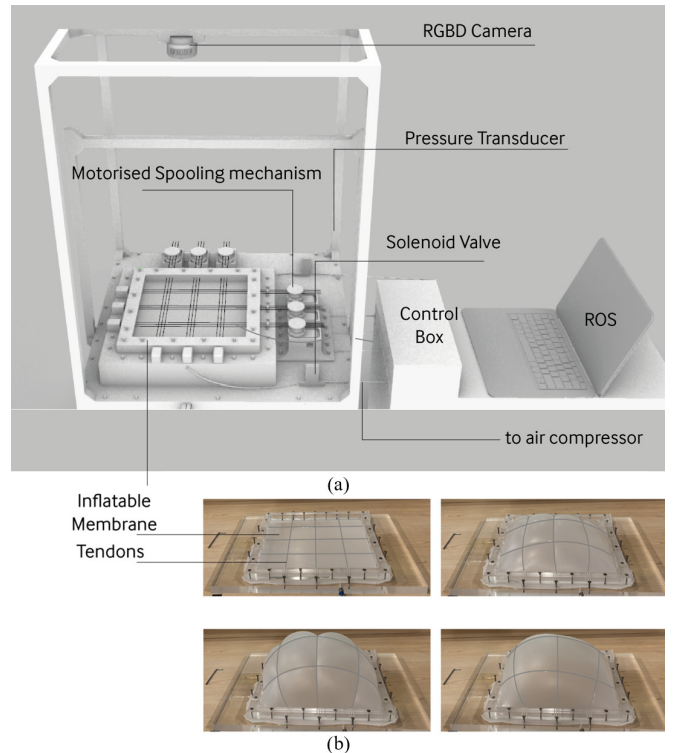 RGBD Camera
Pressure Transducer
Motorised Spooling mechanism
Solenoid Valve
Control
Box
ROS
to air compressor
(a)
Inflatable
Membrane
Tendons
(b)